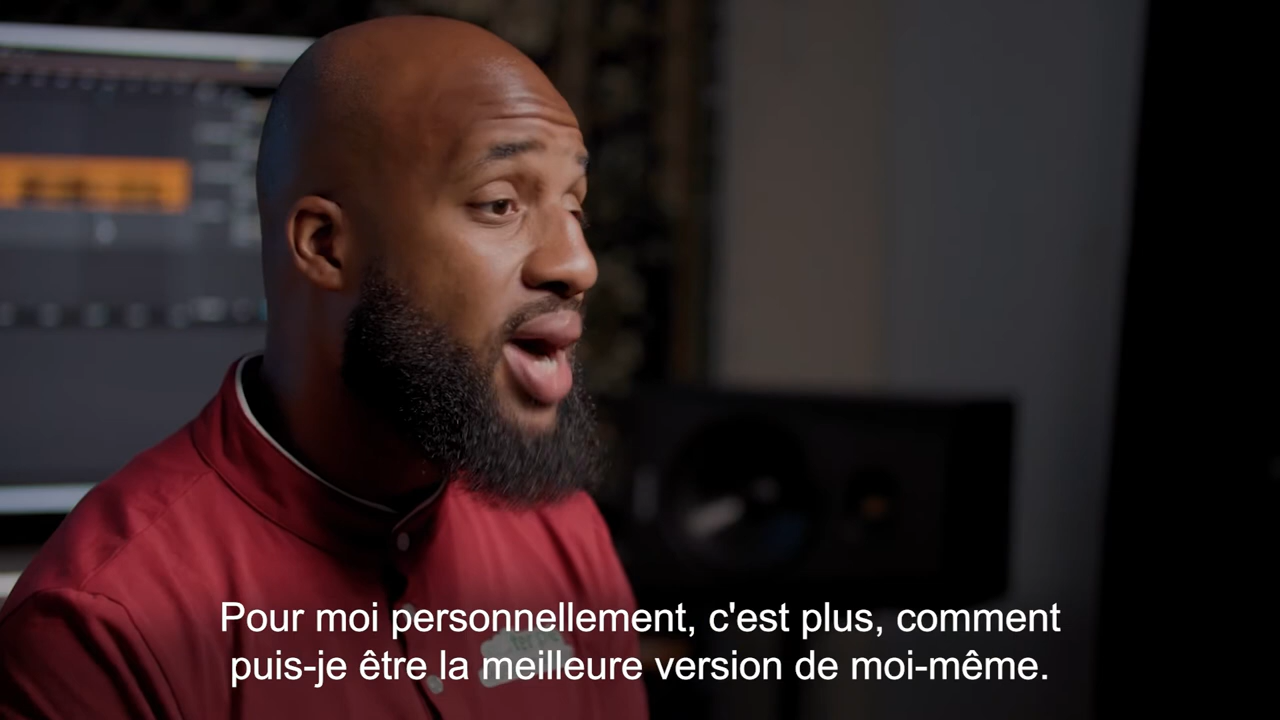 Pour moi personnellement, c'est plus, comment
puis-je être la meilleure version de moi-même.